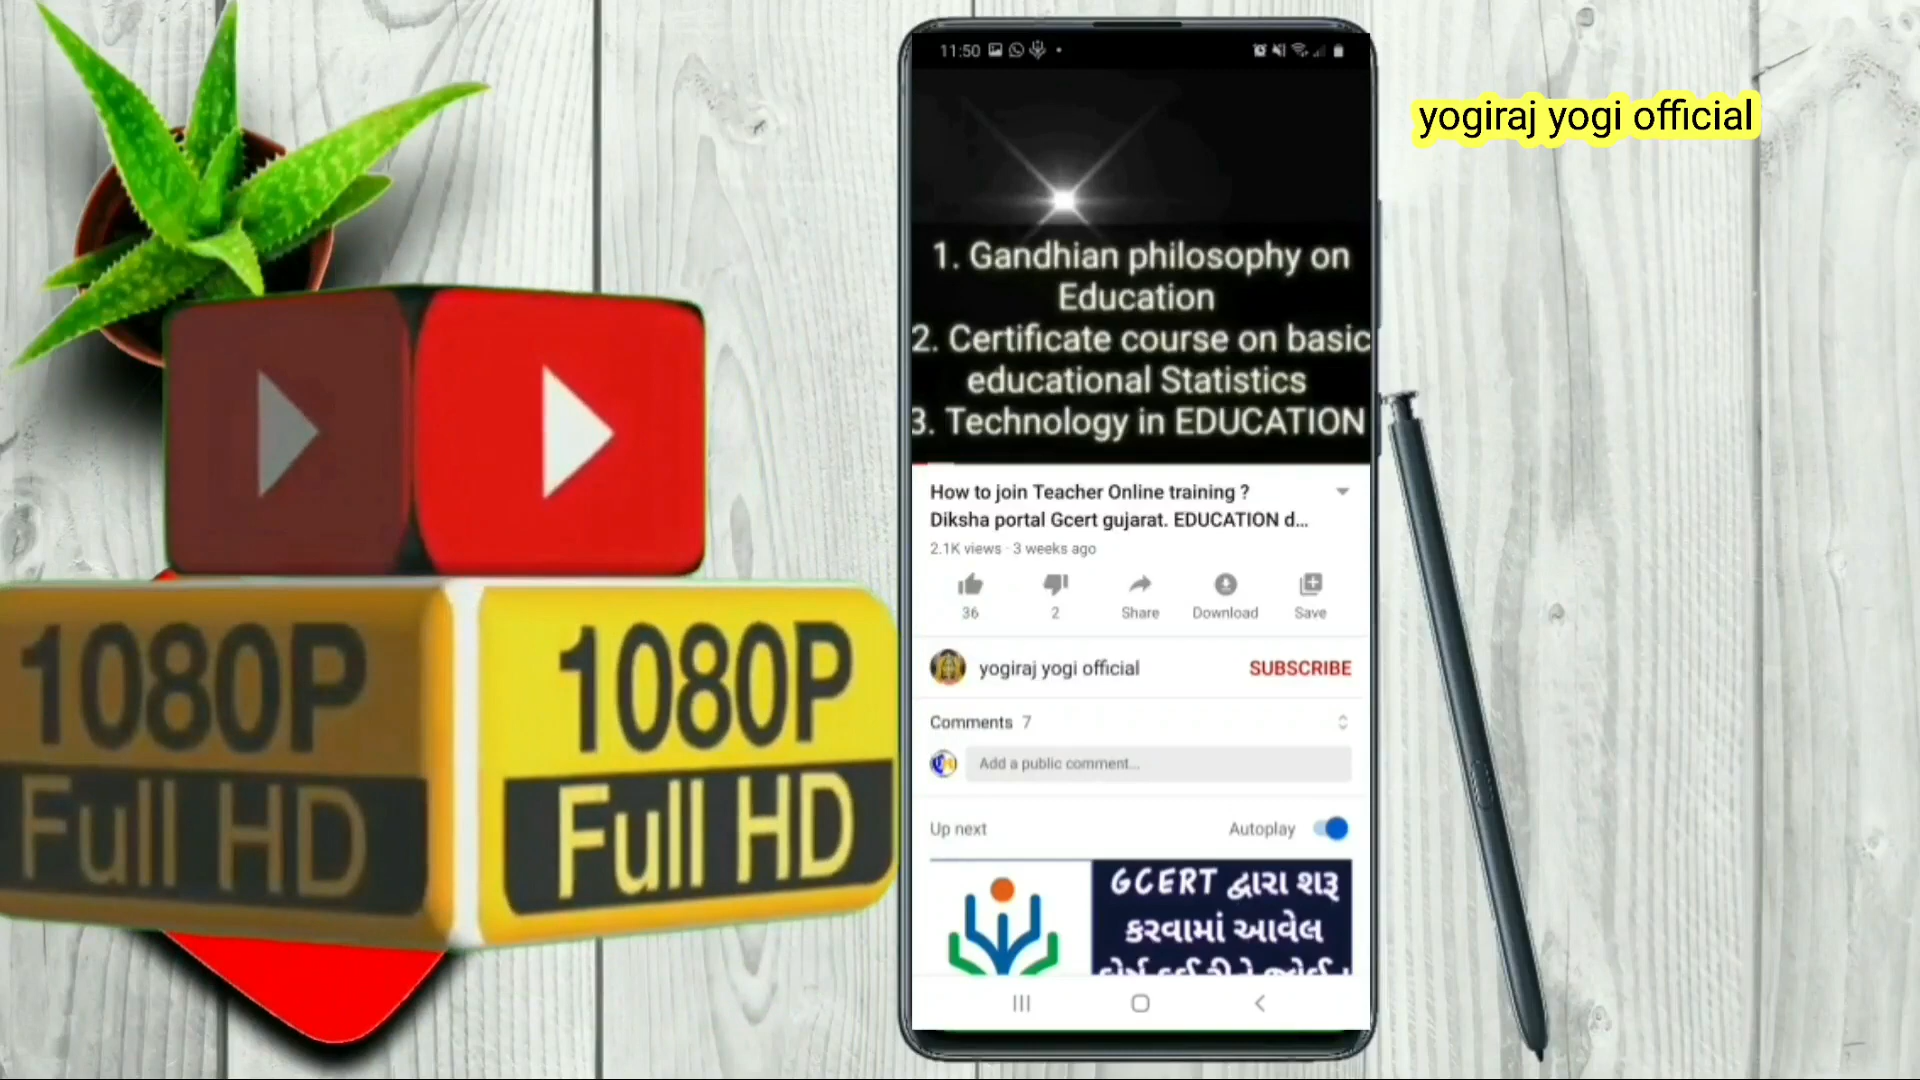 yogiraj yogi official
1080P
Full HD
1080P
Full HD
11:50
1. Gandhian philosophy on
Education
2. Certificate course on basic
educational Statistics
3. Technology in EDUCATION
How to join Teacher Online training ?
Diksha portal Gcert gujarat. EDUCATION d...
2.1K views · 3 weeks ago
36
2
Share
Download
Save
yogiraj yogi official
SUBSCRIBE
Comments 7
Add a public comment...
Up next
Autoplay
GCERT દ્વારા શરૂ
કરવામાં આવેલ